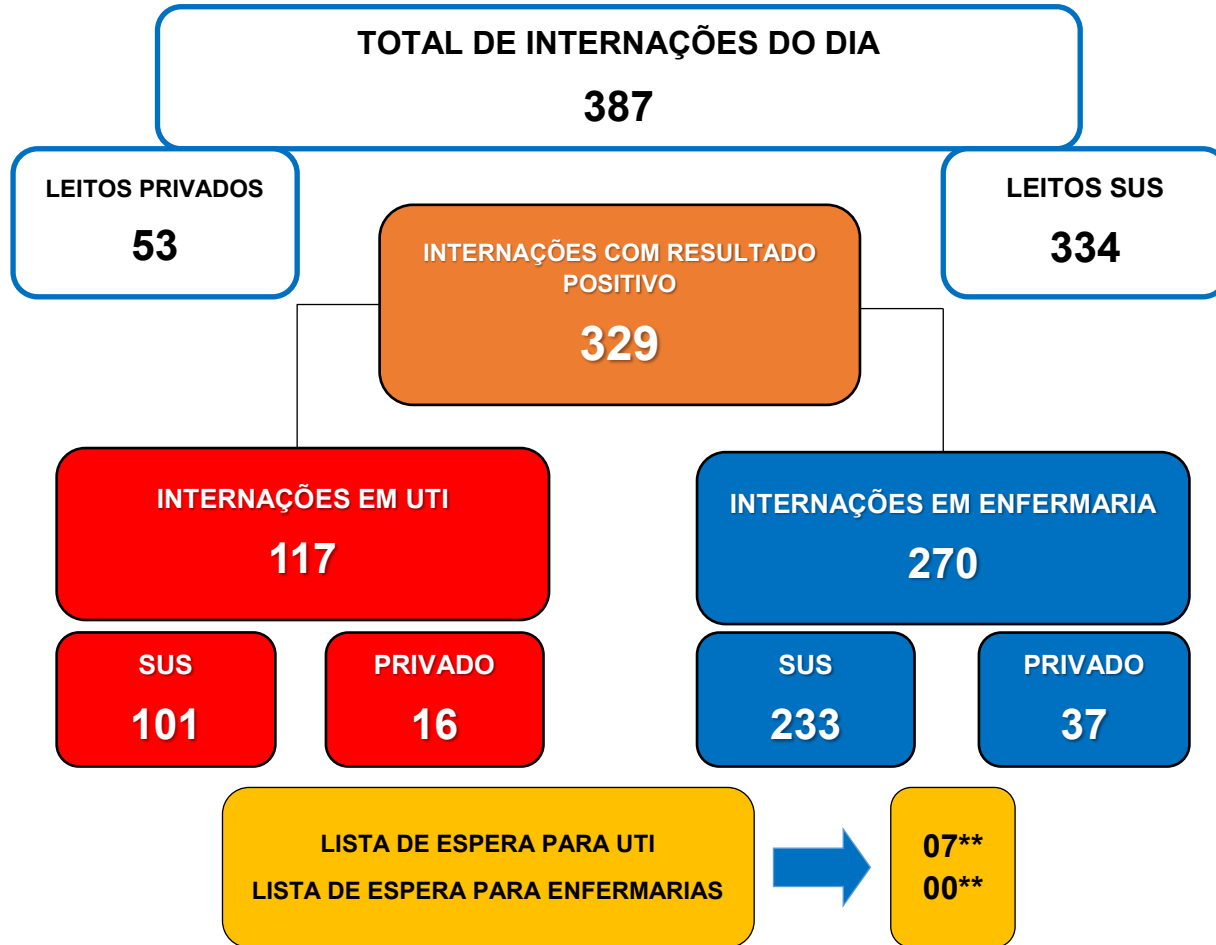 TOTAL DE INTERNAÇÕES DO DIA
387
LEITOS PRIVADOS
53
LEITOS SUS
334
INTERNAÇÕES COM RESULTADO
POSITIVO
329
INTERNAÇÕES EM UTI
117
INTERNAÇÕES EM ENFERMARIA
270
SUS
101
PRIVADO
16
SUS
233
PRIVADO
37
LISTA DE ESPERA PARA UTI
LISTA DE ESPERA PARA ENFERMARIAS
07**
00**